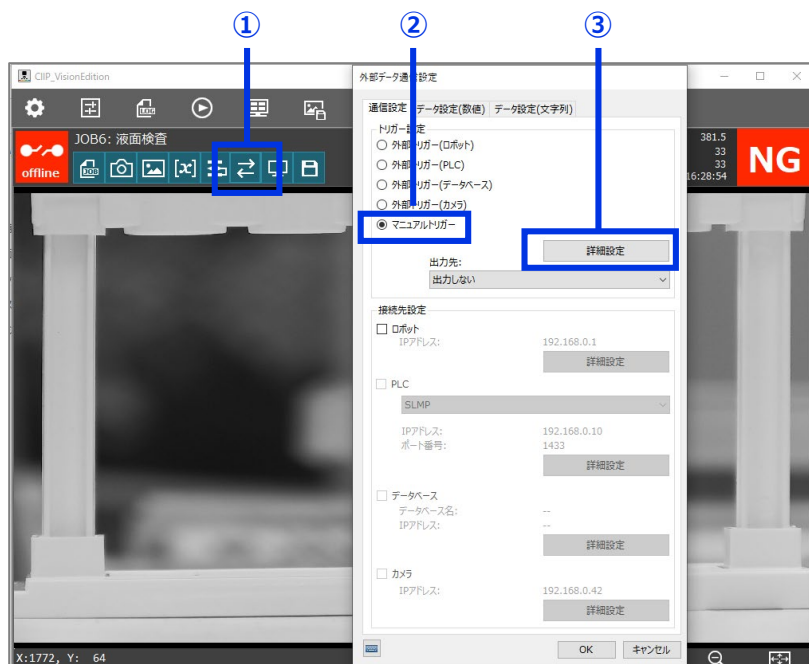 ① ② ③
CIIP_VisionEdition
外部データ通信設定
通信設定 データ設定(数値) データ設定(文字列)
JOB6: 液面検査
offline
JOB
LOG
[x]
381.5
33
33
16:28:54
NG
トリガー設定
外部トリガー(ロボット)
外部トリガー(PLC)
外部トリガー(データベース)
外部トリガー(カメラ)
マニュアルトリガー
詳細設定
出力先:
出力しない
接続先設定
ロボット
IPアドレス: 192.168.0.1
詳細設定
PLC
SLMP
IPアドレス: 192.168.0.10
ポート番号: 1433
詳細設定
データベース
データベース名: --
IPアドレス: --
詳細設定
カメラ
IPアドレス: 192.168.0.42
詳細設定
OK キャンセル
X:1772, Y: 64